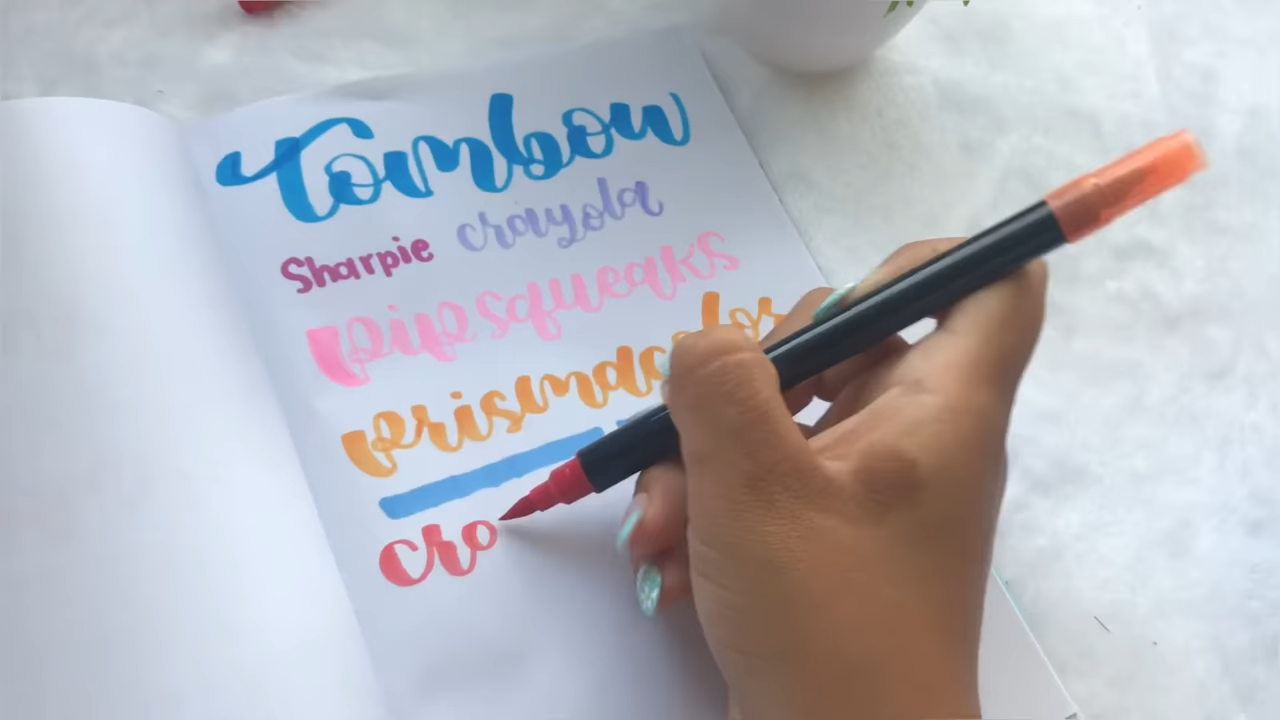 Tombow
Sharpie crayola
pipsqueaks
prismacolor
cro